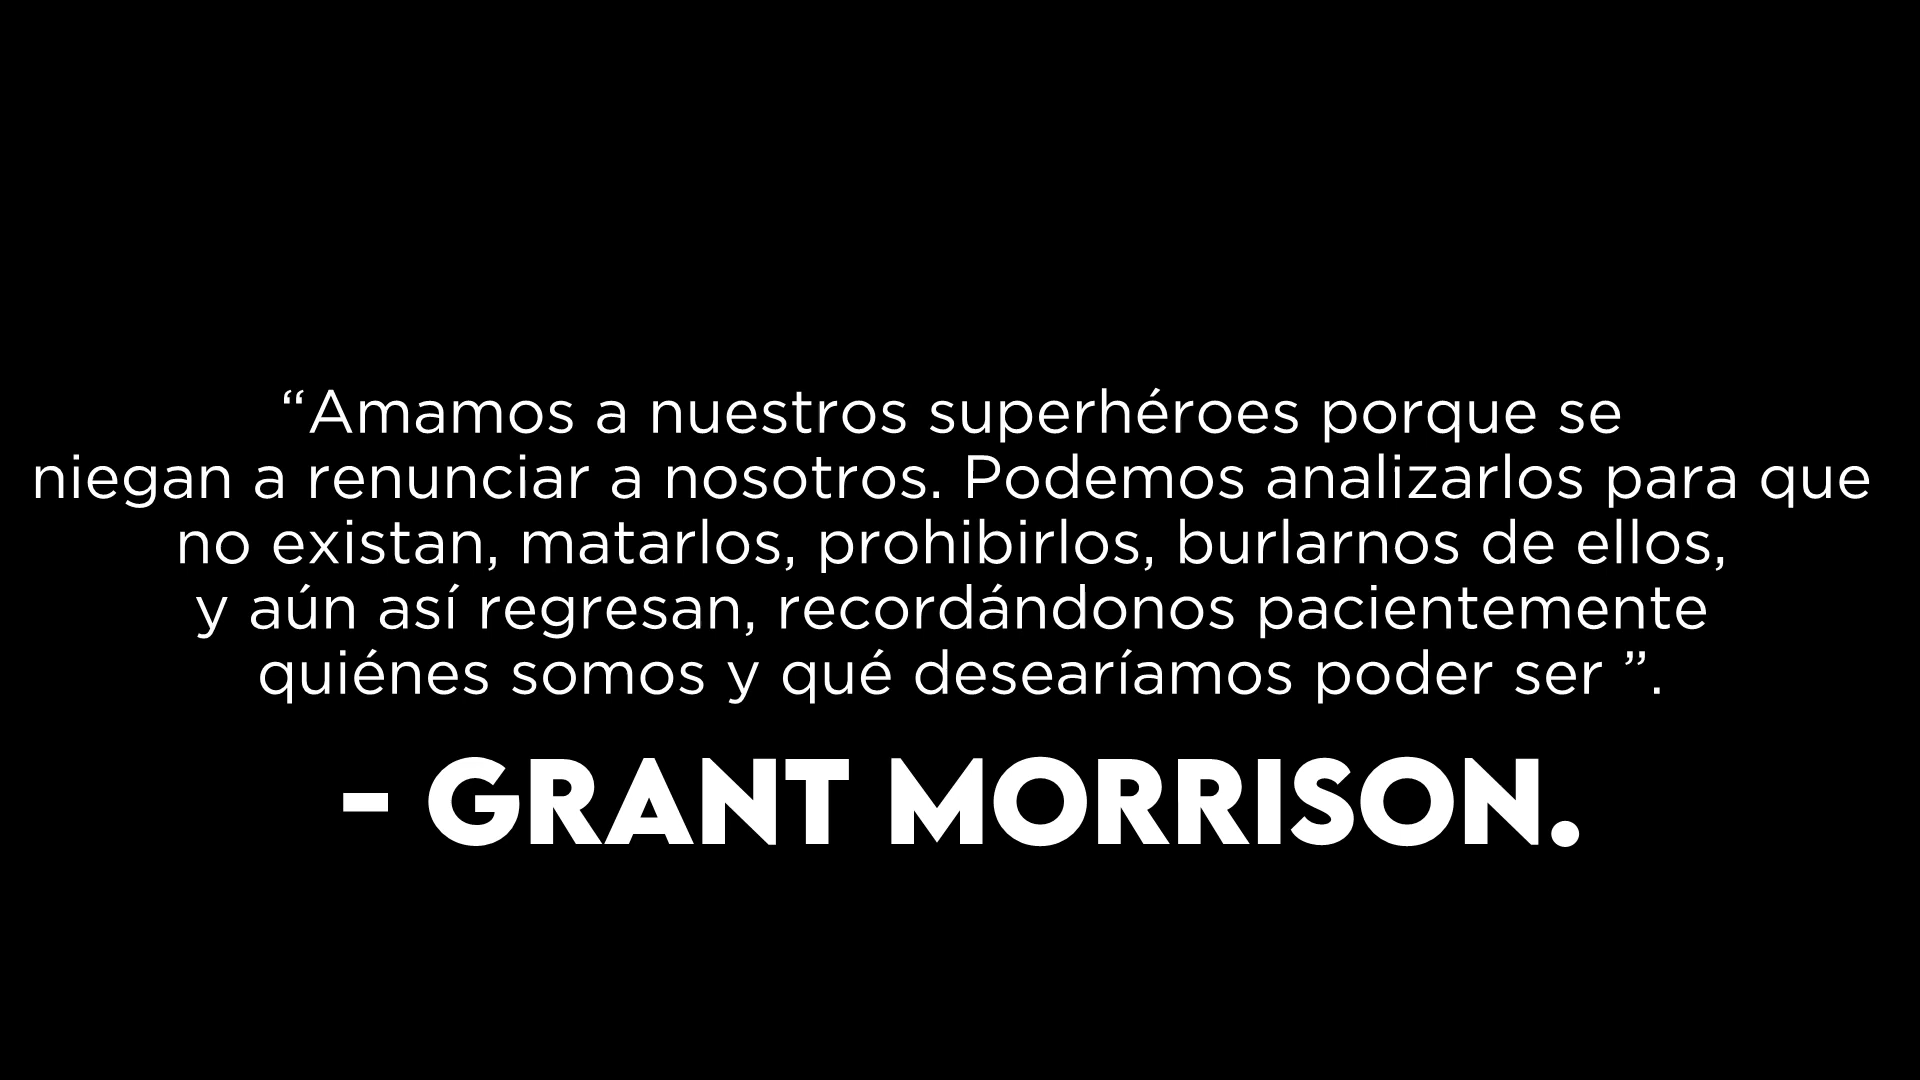 “Amamos a nuestros superhéroes porque se
niegan a renunciar a nosotros. Podemos analizarlos para que
no existan, matarlos, prohibirlos, burlarnos de ellos,
y aún así regresan, recordándonos pacientemente
quiénes somos y qué desearíamos poder ser ”.
- GRANT MORRISON.